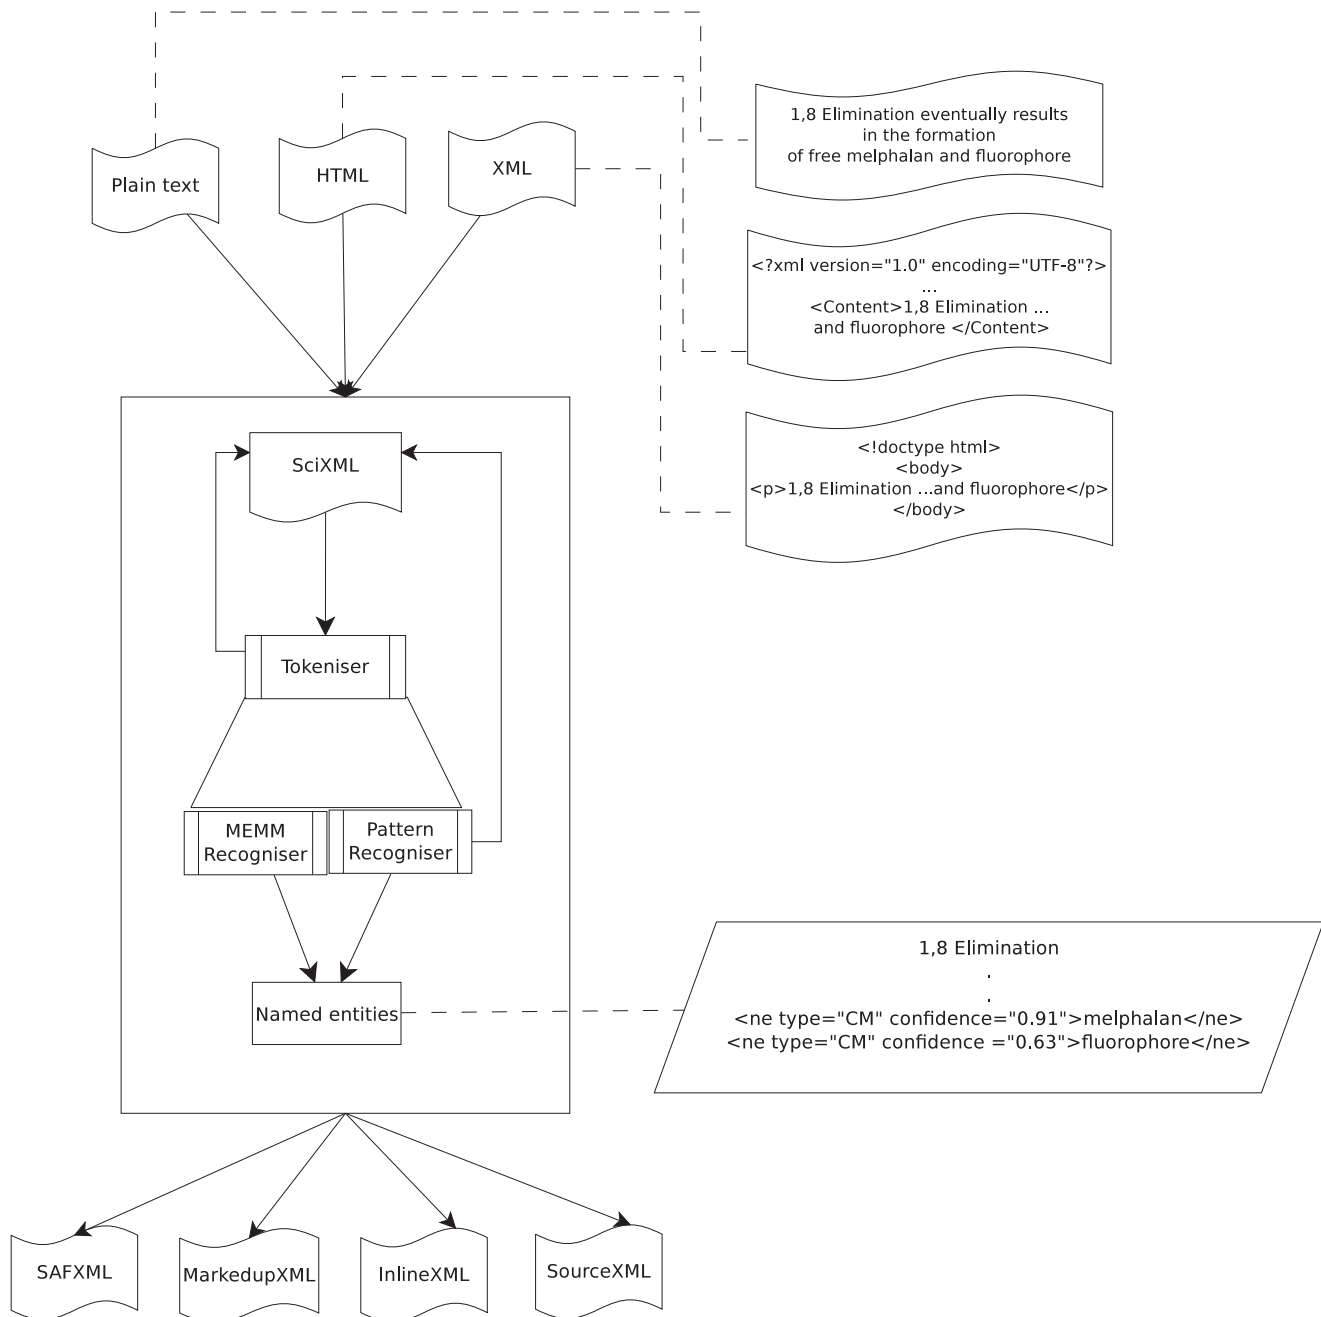 Plain text
HTML
XML
1,8 Elimination eventually results
in the formation
of free melphalan and fluorophore
<?xml version="1.0" encoding="UTF-8"?>
...
<Content>1,8 Elimination ...
and fluorophore </Content>
<!doctype html>
<body>
<p>1,8 Elimination ...and fluorophore</p>
</body>
SciXML
Tokeniser
MEMM
Recogniser
Pattern
Recogniser
Named entities
1,8 Elimination
.
.
<ne type="CM" confidence="0.91">melphalan</ne>
<ne type="CM" confidence ="0.63">fluorophore</ne>
SAFXML
MarkedupXML
InlineXML
SourceXML